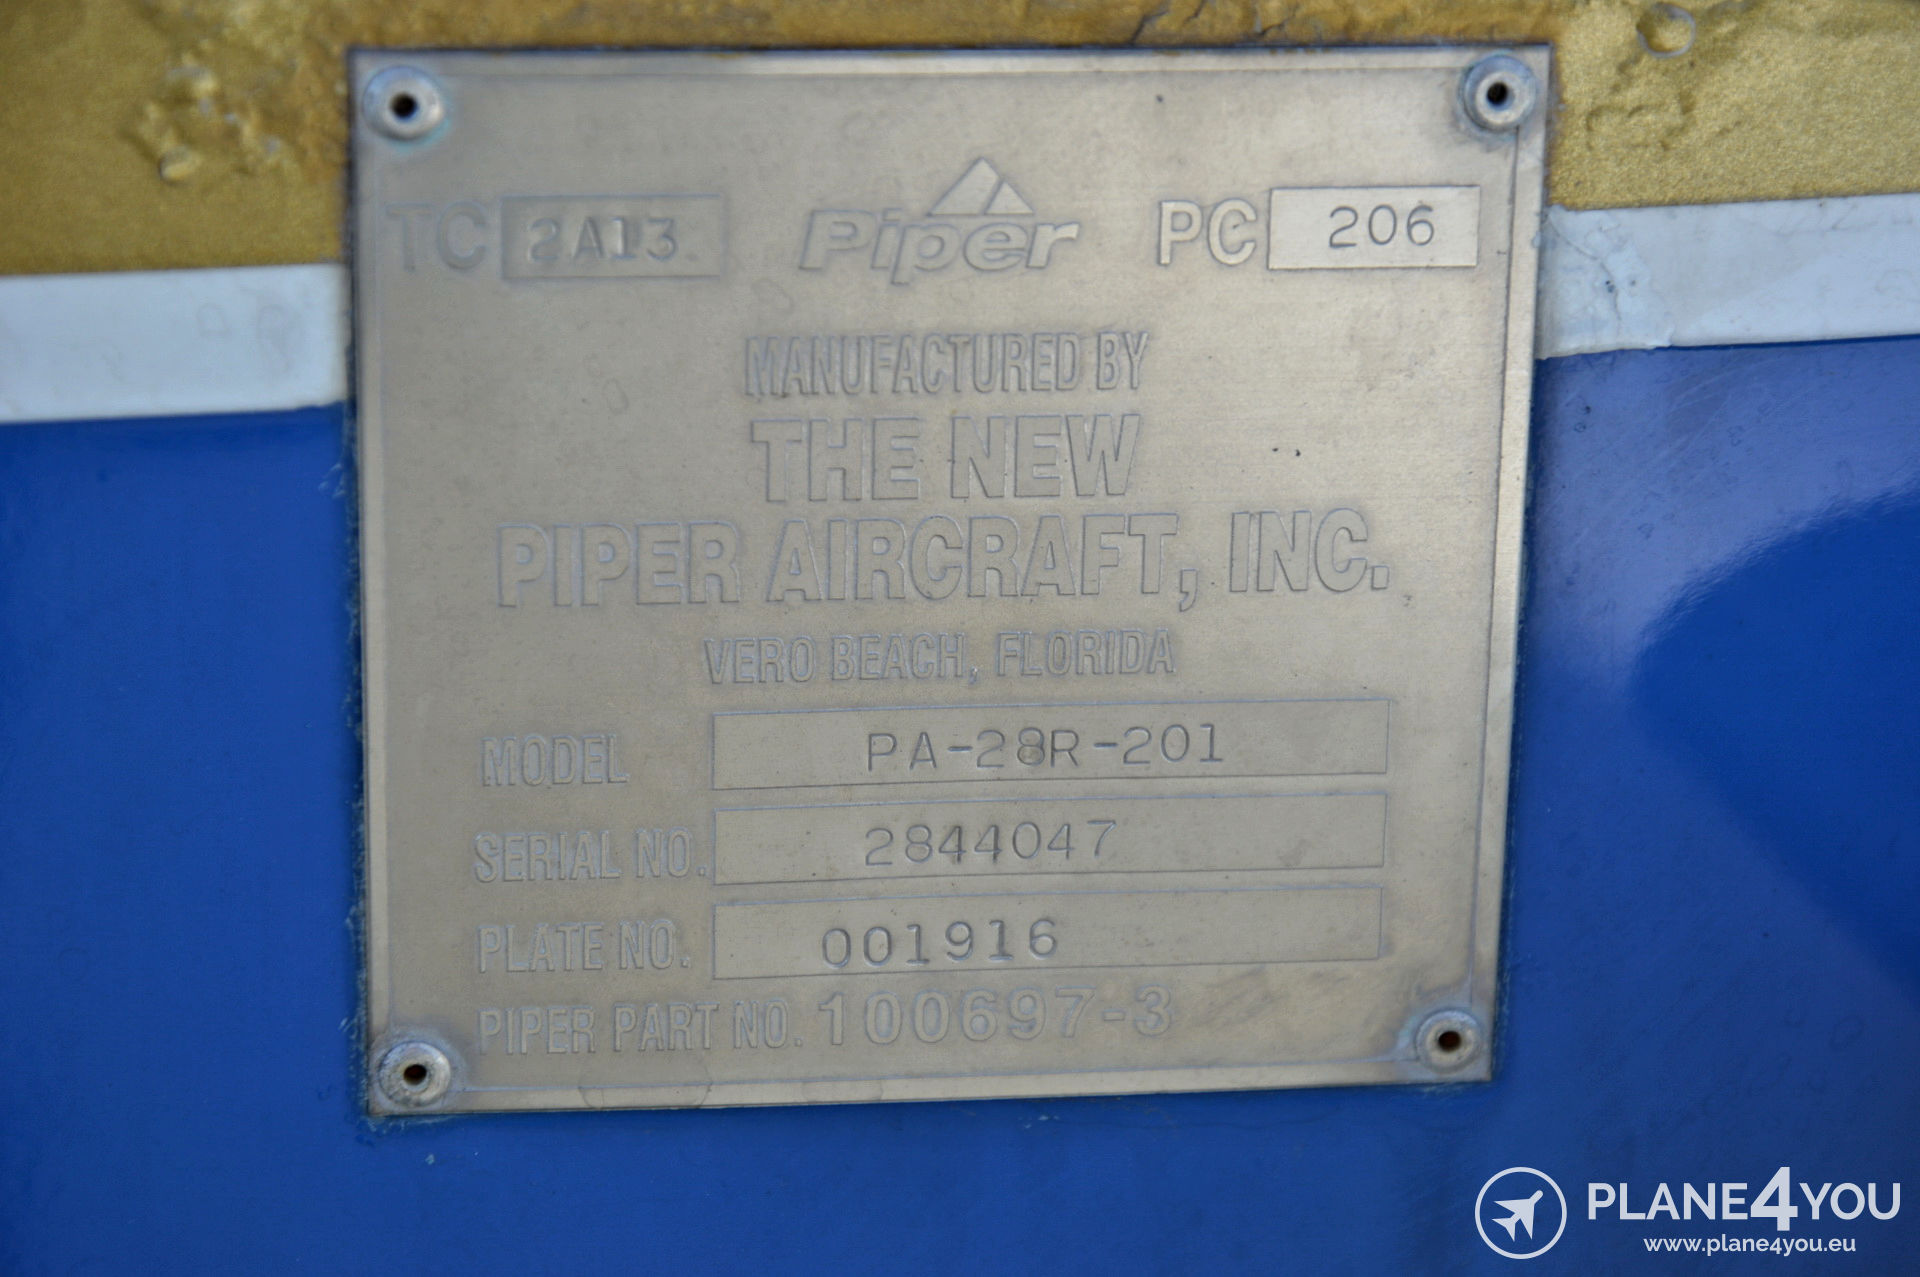 TC 2A13 Piper PC 206
MANUFACTURED BY
THE NEW
PIPER AIRCRAFT, INC.
VERO BEACH, FLORIDA
MODEL PA-28R-201
SERIAL NO. 2844047
PLATE NO. 001916
PIPER PART NO. 100697-3
PLANE4YOU
www.plane4you.eu